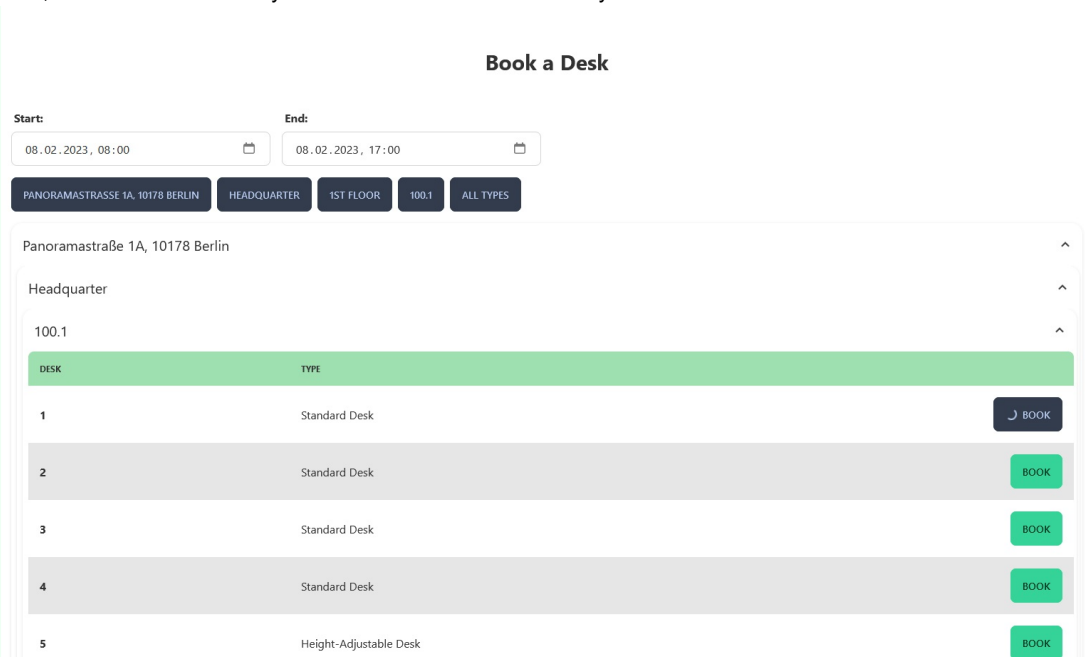 Book a Desk
Start: End:
08.02.2023, 08:00 08.02.2023, 17:00
PANORAMASTRASSE 1A, 10178 BERLIN HEADQUARTER 1ST FLOOR 100.1 ALL TYPES
Panoramastraße 1A, 10178 Berlin
Headquarter
100.1
DESK TYPE
1 Standard Desk BOOK
2 Standard Desk BOOK
3 Standard Desk BOOK
4 Standard Desk BOOK
5 Height-Adjustable Desk BOOK